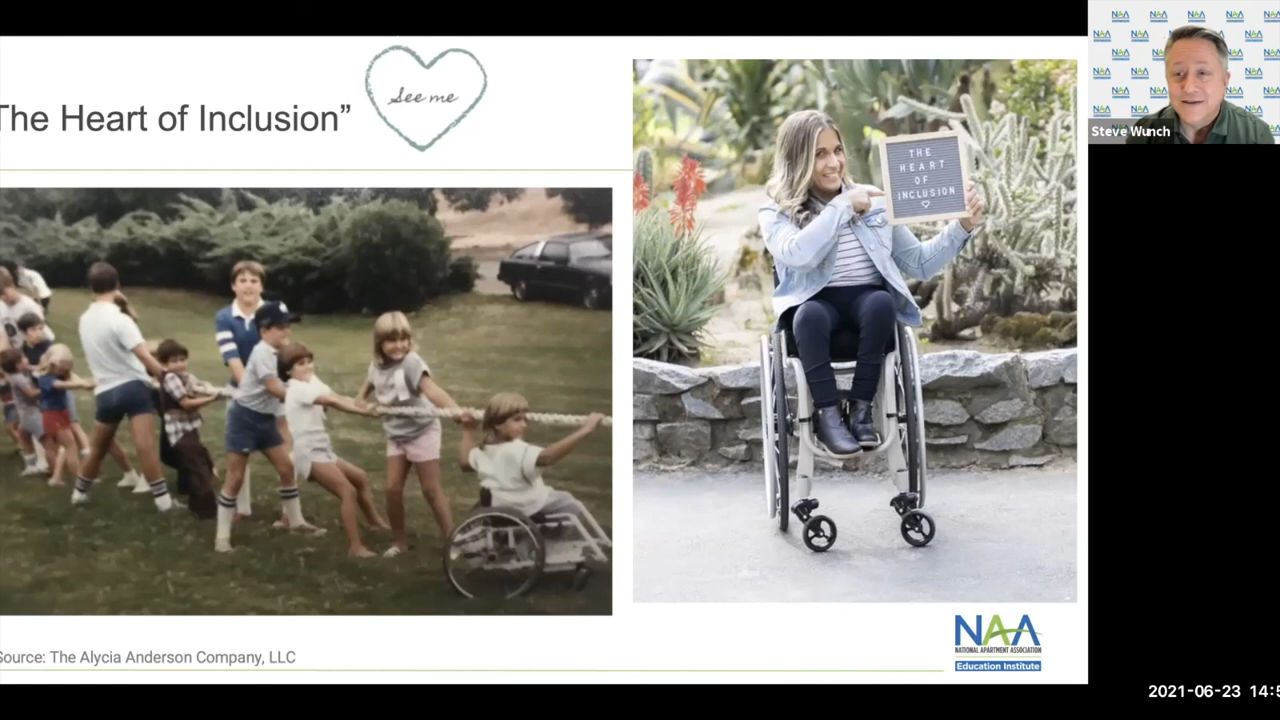 The Heart of Inclusion”
See me
THE
HEART
OF
INCLUSION
Source: The Alycia Anderson Company, LLC
NAA
NATIONAL APARTMENT ASSOCIATION
Education Institute
NAA
Steve Wunch
2021-06-23 14:5